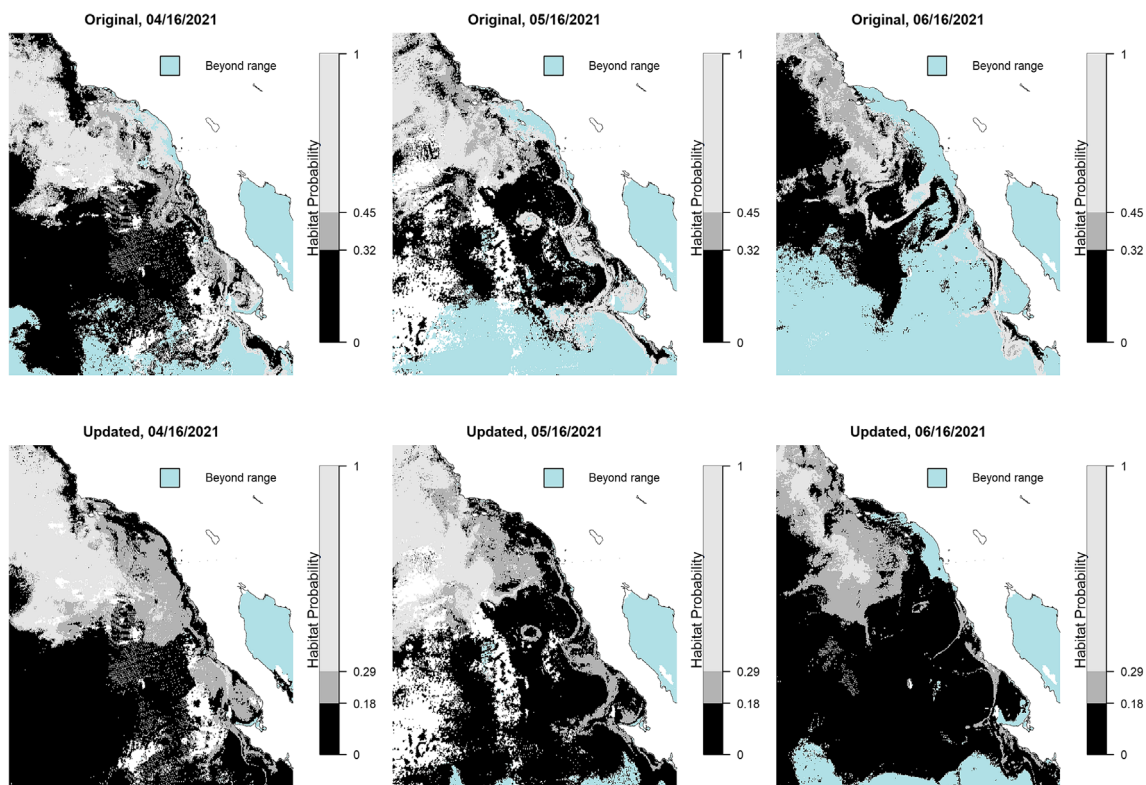 Original, 04/16/2021
Beyond range
Habitat Probability
1
0.45
0.32
0
Original, 05/16/2021
Beyond range
Habitat Probability
1
0.45
0.32
0
Original, 06/16/2021
Beyond range
Habitat Probability
1
0.45
0.32
0
Updated, 04/16/2021
Beyond range
Habitat Probability
1
0.29
0.18
0
Updated, 05/16/2021
Beyond range
Habitat Probability
1
0.29
0.18
0
Updated, 06/16/2021
Beyond range
Habitat Probability
1
0.29
0.18
0